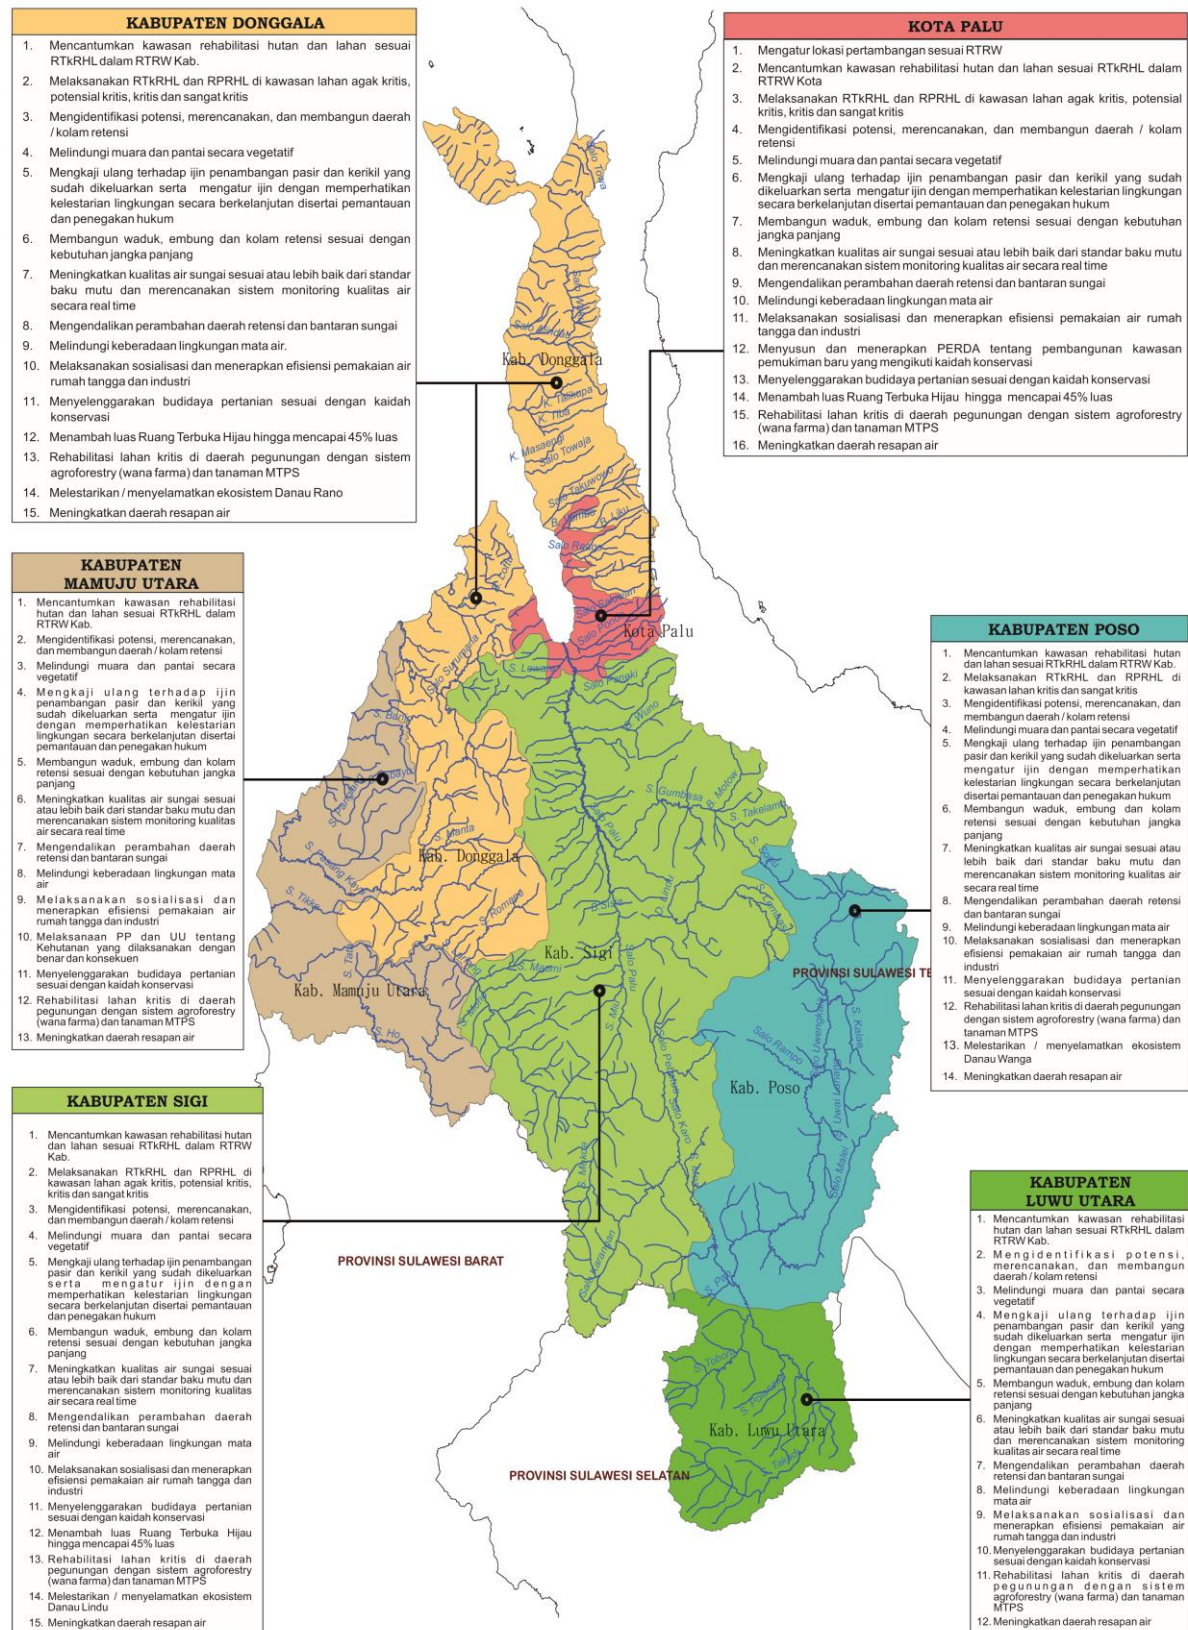 KABUPATEN DONGGALA
1. Mencantumkan kawasan rehabilitasi hutan dan lahan sesuai
RTkRHL dalam RTRW Kab.
2. Melaksanakan RTkRHL dan RPRHL di kawasan lahan agak kritis,
potensial kritis, kritis dan sangat kritis
3. Mengidentifikasi potensi, merencanakan, dan membangun daerah
/ kolam retensi
4. Melindungi muara dan pantai secara vegetatif
5. Mengkaji ulang terhadap ijin penambangan pasir dan kerikil yang
sudah dikeluarkan serta mengatur ijin dengan memperhatikan
kelestarian lingkungan secara berkelanjutan disertai pemantauan
dan penegakan hukum
6. Membangun waduk, embung dan kolam retensi sesuai dengan
kebutuhan jangka panjang
7. Meningkatkan kualitas air sungai sesuai atau lebih baik dari standar
baku mutu dan merencanakan sistem monitoring kualitas air
secara real time
8. Mengendalikan perambahan daerah retensi dan bantaran sungai
9. Melindungi keberadaan lingkungan mata air.
10. Melaksanakan sosialisasi dan menerapkan efisiensi pemakaian air
rumah tangga dan industri
11. Menyelenggarakan budidaya pertanian sesuai dengan kaidah
konservasi
12. Menambah luas Ruang Terbuka Hijau hingga mencapai 45% luas
13. Rehabilitasi lahan kritis di daerah pegunungan dengan sistem
agroforestry (wana farma) dan tanaman MTPS
14. Melestarikan / menyelamatkan ekosistem Danau Rano
15. Meningkatkan daerah resapan air
KOTA PALU
1. Mengatur lokasi pertambangan sesuai RTRW
2. Mencantumkan kawasan rehabilitasi hutan dan lahan sesuai RTkRHL dalam
RTRW Kota
3. Melaksanakan RTkRHL dan RPRHL di kawasan lahan agak kritis, potensial
kritis, kritis dan sangat kritis
4. Mengidentifikasi potensi, merencanakan, dan membangun daerah / kolam
retensi
5. Melindungi muara dan pantai secara vegetatif
6. Mengkaji ulang terhadap ijin penambangan pasir dan kerikil yang sudah
dikeluarkan serta mengatur ijin dengan memperhatikan kelestarian lingkungan
secara berkelanjutan disertai pemantauan dan penegakan hukum
7. Membangun waduk, embung dan kolam retensi sesuai dengan kebutuhan
jangka panjang
8. Meningkatkan kualitas air sungai sesuai atau lebih baik dari standar baku mutu
dan merencanakan sistem monitoring kualitas air secara real time
9. Mengendalikan perambahan daerah retensi dan bantaran sungai
10. Melindungi keberadaan lingkungan mata air
11. Melaksanakan sosialisasi dan menerapkan efisiensi pemakaian air rumah
tangga dan industri
12. Menyusun dan menerapkan PERDA tentang pembangunan kawasan
pemukiman baru yang mengikuti kaidah konservasi
13. Menyelenggarakan budidaya pertanian sesuai dengan kaidah konservasi
14. Menambah luas Ruang Terbuka Hijau hingga mencapai 45% luas
15. Rehabilitasi lahan kritis di daerah pegunungan dengan sistem agroforestry
(wana farma) dan tanaman MTPS
16. Meningkatkan daerah resapan air
KABUPATEN
MAMUJU UTARA
1. Mencantumkan kawasan rehabilitasi
hutan dan lahan sesuai RTkRHL dalam
RTRW Kab.
2. Mengidentifikasi potensi, merencanakan,
dan membangun daerah / kolam retensi
3. Melindungi muara dan pantai secara
vegetatif
4. Mengkaji ulang terhadap ijin
penambangan pasir dan kerikil yang
sudah dikeluarkan serta mengatur ijin
dengan memperhatikan kelestarian
lingkungan secara berkelanjutan disertai
pemantauan dan penegakan hukum
5. Membangun waduk, embung dan kolam
retensi sesuai dengan kebutuhan jangka
panjang
6. Meningkatkan kualitas air sungai sesuai
atau lebih baik dari standar baku mutu dan
merencanakan sistem monitoring kualitas
air secara real time
7. Mengendalikan perambahan daerah
retensi dan bantaran sungai
8. Melindungi keberadaan lingkungan mata
air
9. Melaksanakan sosialisasi dan
menerapkan efisiensi pemakaian air
rumah tangga dan industri
10. Melaksanaan PP dan UU tentang
Kehutanan yang dilaksanakan dengan
benar dan konsekuen
11. Menyelenggarakan budidaya pertanian
sesuai dengan kaidah konservasi
12. Rehabilitasi lahan kritis di daerah
pegunungan dengan sistem agroforestry
(wana farma) dan tanaman MTPS
13. Meningkatkan daerah resapan air
KABUPATEN POSO
1. Mencantumkan kawasan rehabilitasi hutan
dan lahan sesuai RTkRHL dalam RTRW Kab.
2. Melaksanakan RTkRHL dan RPRHL di
kawasan lahan kritis dan sangat kritis
3. Mengidentifikasi potensi, merencanakan, dan
membangun daerah / kolam retensi
4. Melindungi muara dan pantai secara vegetatif
5. Mengkaji ulang terhadap ijin penambangan
pasir dan kerikil yang sudah dikeluarkan serta
mengatur ijin dengan memperhatikan
kelestarian lingkungan secara berkelanjutan
disertai pemantauan dan penegakan hukum
6. Membangun waduk, embung dan kolam
retensi sesuai dengan kebutuhan jangka
panjang
7. Meningkatkan kualitas air sungai sesuai atau
lebih baik dari standar baku mutu dan
merencanakan sistem monitoring kualitas air
secara real time
8. Mengendalikan perambahan daerah retensi
dan bantaran sungai
9. Melindungi keberadaan lingkungan mata air
10. Melaksanakan sosialisasi dan menerapkan
efisiensi pemakaian air rumah tangga dan
industri
11. Menyelenggarakan budidaya pertanian
sesuai dengan kaidah konservasi
12. Rehabilitasi lahan kritis di daerah pegunungan
dengan sistem agroforestry (wana farma) dan
tanaman MTPS
13. Melestarikan / menyelamatkan ekosistem
Danau Wanga
14. Meningkatkan daerah resapan air
KABUPATEN SIGI
1. Mencantumkan kawasan rehabilitasi hutan
dan lahan sesuai RTkRHL dalam RTRW
Kab.
2. Melaksanakan RTkRHL dan RPRHL di
kawasan lahan agak kritis, potensial kritis,
kritis dan sangat kritis
3. Mengidentifikasi potensi, merencanakan,
dan membangun daerah / kolam retensi
4. Melindungi muara dan pantai secara
vegetatif
5. Mengkaji ulang terhadap ijin penambangan
pasir dan kerikil yang sudah dikeluarkan
serta mengatur ijin dengan
memperhatikan kelestarian lingkungan
secara berkelanjutan disertai pemantauan
dan penegakan hukum
6. Membangun waduk, embung dan kolam
retensi sesuai dengan kebutuhan jangka
panjang
7. Meningkatkan kualitas air sungai sesuai
atau lebih baik dari standar baku mutu dan
merencanakan sistem monitoring kualitas
air secara real time
8. Mengendalikan perambahan daerah
retensi dan bantaran sungai
9. Melindungi keberadaan lingkungan mata
air
10. Melaksanakan sosialisasi dan menerapkan
efisiensi pemakaian air rumah tangga dan
industri
11. Menyelenggarakan budidaya pertanian
sesuai dengan kaidah konservasi
12. Menambah luas Ruang Terbuka Hijau
hingga mencapai 45% luas
13. Rehabilitasi lahan kritis di daerah
pegunungan dengan sistem agroforestry
(wana farma) dan tanaman MTPS
14. Melestarikan / menyelamatkan ekosistem
Danau Lindu
15. Meningkatkan daerah resapan air
KABUPATEN
LUWU UTARA
1. Mencantumkan kawasan rehabilitasi
hutan dan lahan sesuai RTkRHL dalam
RTRW Kab.
2. Mengidentifikasi potensi,
merencanakan, dan membangun
daerah / kolam retensi
3. Melindungi muara dan pantai secara
vegetatif
4. Mengkaji ulang terhadap ijin
penambangan pasir dan kerikil yang
sudah dikeluarkan serta mengatur ijin
dengan memperhatikan kelestarian
lingkungan secara berkelanjutan disertai
pemantauan dan penegakan hukum
5. Membangun waduk, embung dan kolam
retensi sesuai dengan kebutuhan jangka
panjang
6. Meningkatkan kualitas air sungai sesuai
atau lebih baik dari standar baku mutu
dan merencanakan sistem monitoring
kualitas air secara real time
7. Mengendalikan perambahan daerah
retensi dan bantaran sungai
8. Melindungi keberadaan lingkungan
mata air
9. Melaksanakan sosialisasi dan
menerapkan efisiensi pemakaian air
rumah tangga dan industri
10. Menyelenggarakan budidaya pertanian
sesuai dengan kaidah konservasi
11. Rehabilitasi lahan kritis di daerah
pegunungan dengan sistem
agroforestry (wana farma) dan tanaman
MTPS
12. Meningkatkan daerah resapan air
Salo Towa
Kab. Donggala
K. Tiba
K. Masaengi
Salo Towaja
Salo Takuwowo
B. Liku
Kota Palu
Salo Surumana
S. Wuno
S. Gumbasa
S. Takelemo
Salo Palu
S. Manta
Kab. Donggala
S. Pasang Kayu
S. Tikke
S. Romene
Kab. Sigi
S. Maomi
S. Miu
Kab. Mamuju Utara
S. Ho
PROVINSI SULAWESI TE
S. Kalae
Salo Rampo
Kab. Poso
Salo Karo
Salo Karangan
PROVINSI SULAWESI BARAT
Kab. Luwu Utara
PROVINSI SULAWESI SELATAN